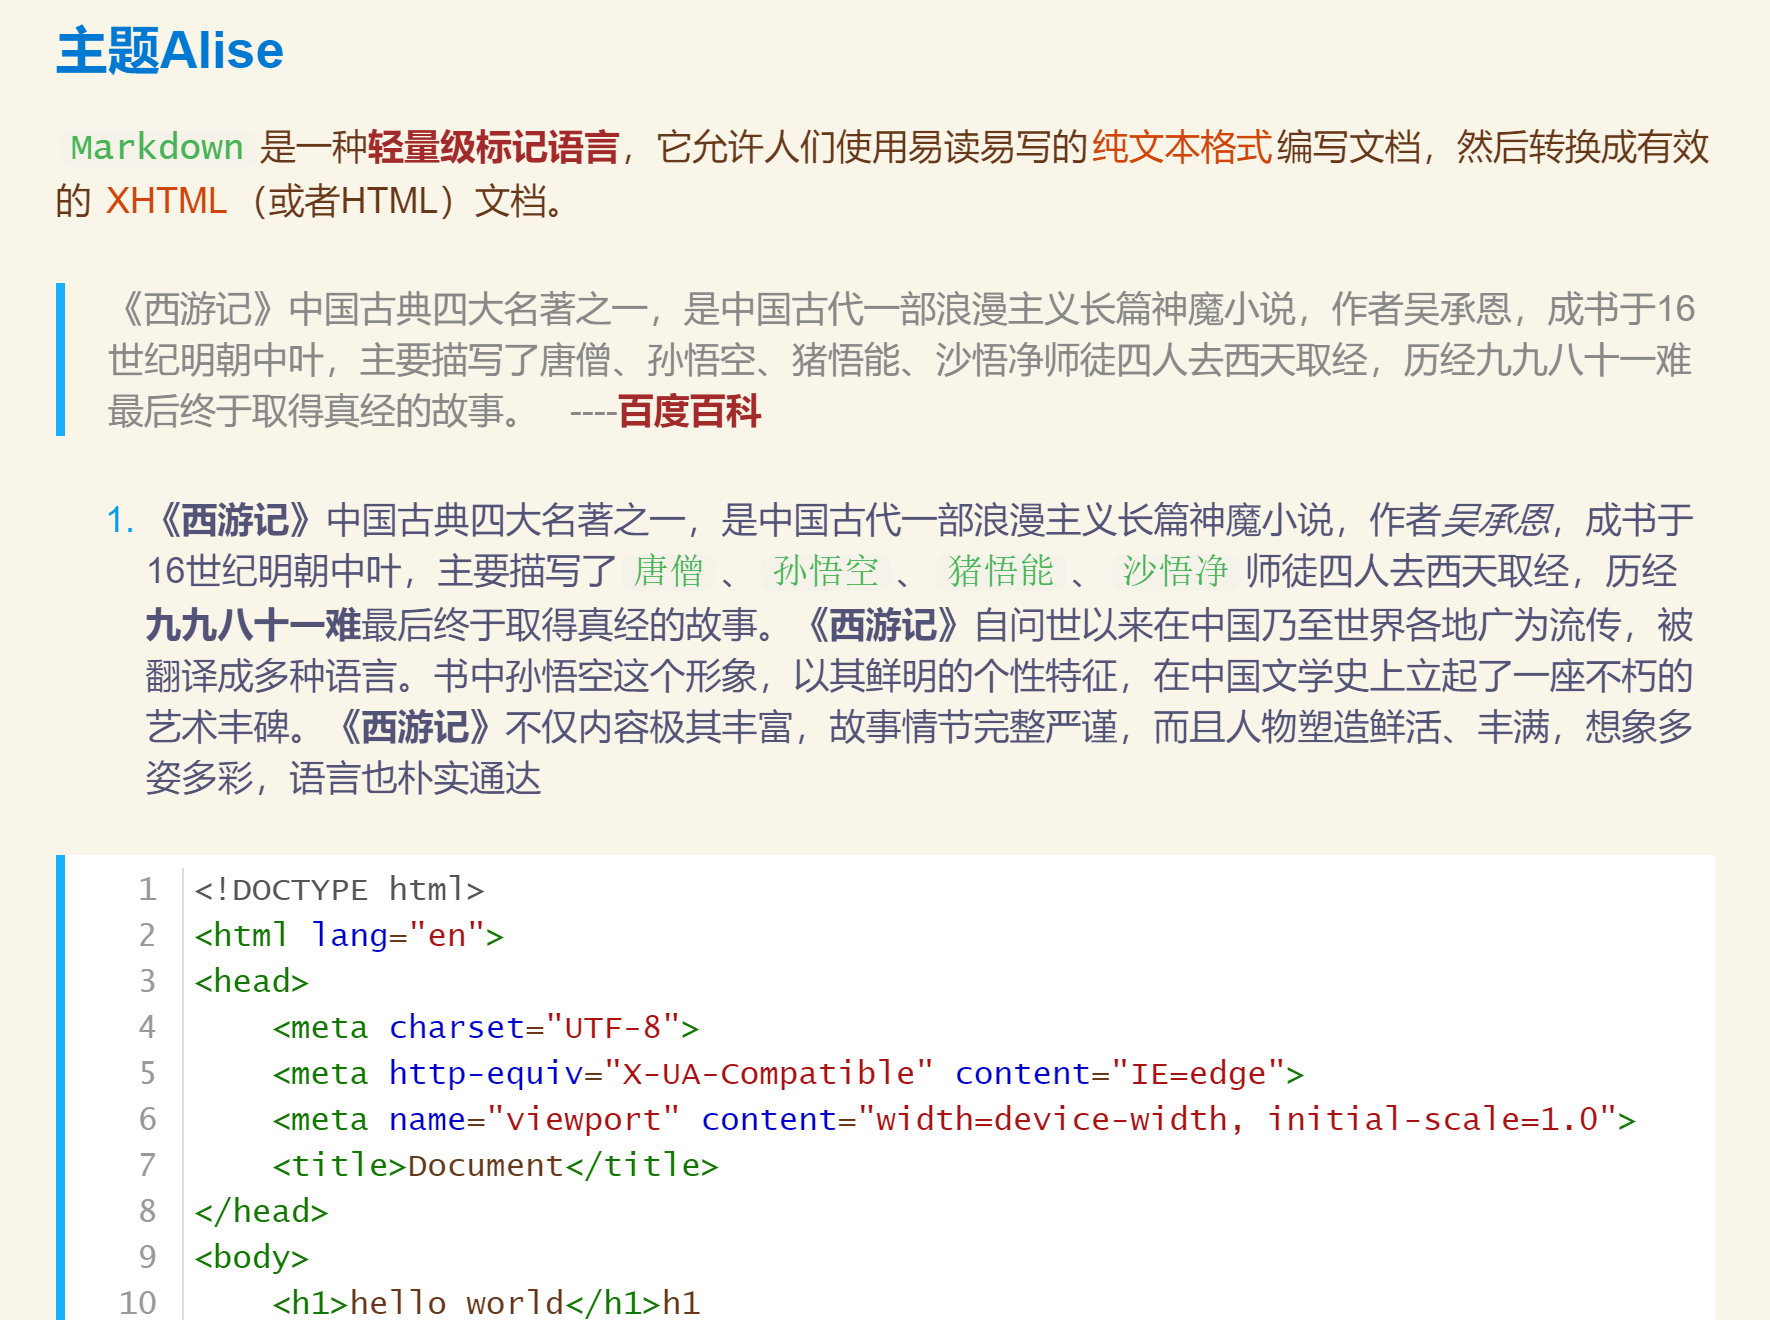 主题Alise
Markdown 是一种轻量级标记语言，它允许人们使用易读易写的纯文本格式编写文档，然后转换成有效
的 XHTML （或者HTML）文档。
《西游记》中国古典四大名著之一，是中国古代一部浪漫主义长篇神魔小说，作者吴承恩，成书于16
世纪明朝中叶，主要描写了唐僧、孙悟空、猪悟能、沙悟净师徒四人去西天取经，历经九九八十一难
最后终于取得真经的故事。 ----百度百科
1. 《西游记》中国古典四大名著之一，是中国古代一部浪漫主义长篇神魔小说，作者吴承恩，成书于
16世纪明朝中叶，主要描写了 唐僧 、 孙悟空 、 猪悟能 、 沙悟净 师徒四人去西天取经，历经
九九八十一难最后终于取得真经的故事。《西游记》自问世以来在中国乃至世界各地广为流传，被
翻译成多种语言。书中孙悟空这个形象，以其鲜明的个性特征，在中国文学史上立起了一座不朽的
艺术丰碑。《西游记》不仅内容极其丰富，故事情节完整严谨，而且人物塑造鲜活、丰满，想象多
姿多彩，语言也朴实通达
1 <!DOCTYPE html>
2 <html lang="en">
3 <head>
4     <meta charset="UTF-8">
5     <meta http-equiv="X-UA-Compatible" content="IE=edge">
6     <meta name="viewport" content="width=device-width, initial-scale=1.0">
7     <title>Document</title>
8 </head>
9 <body>
10     <h1>hello world</h1>h1